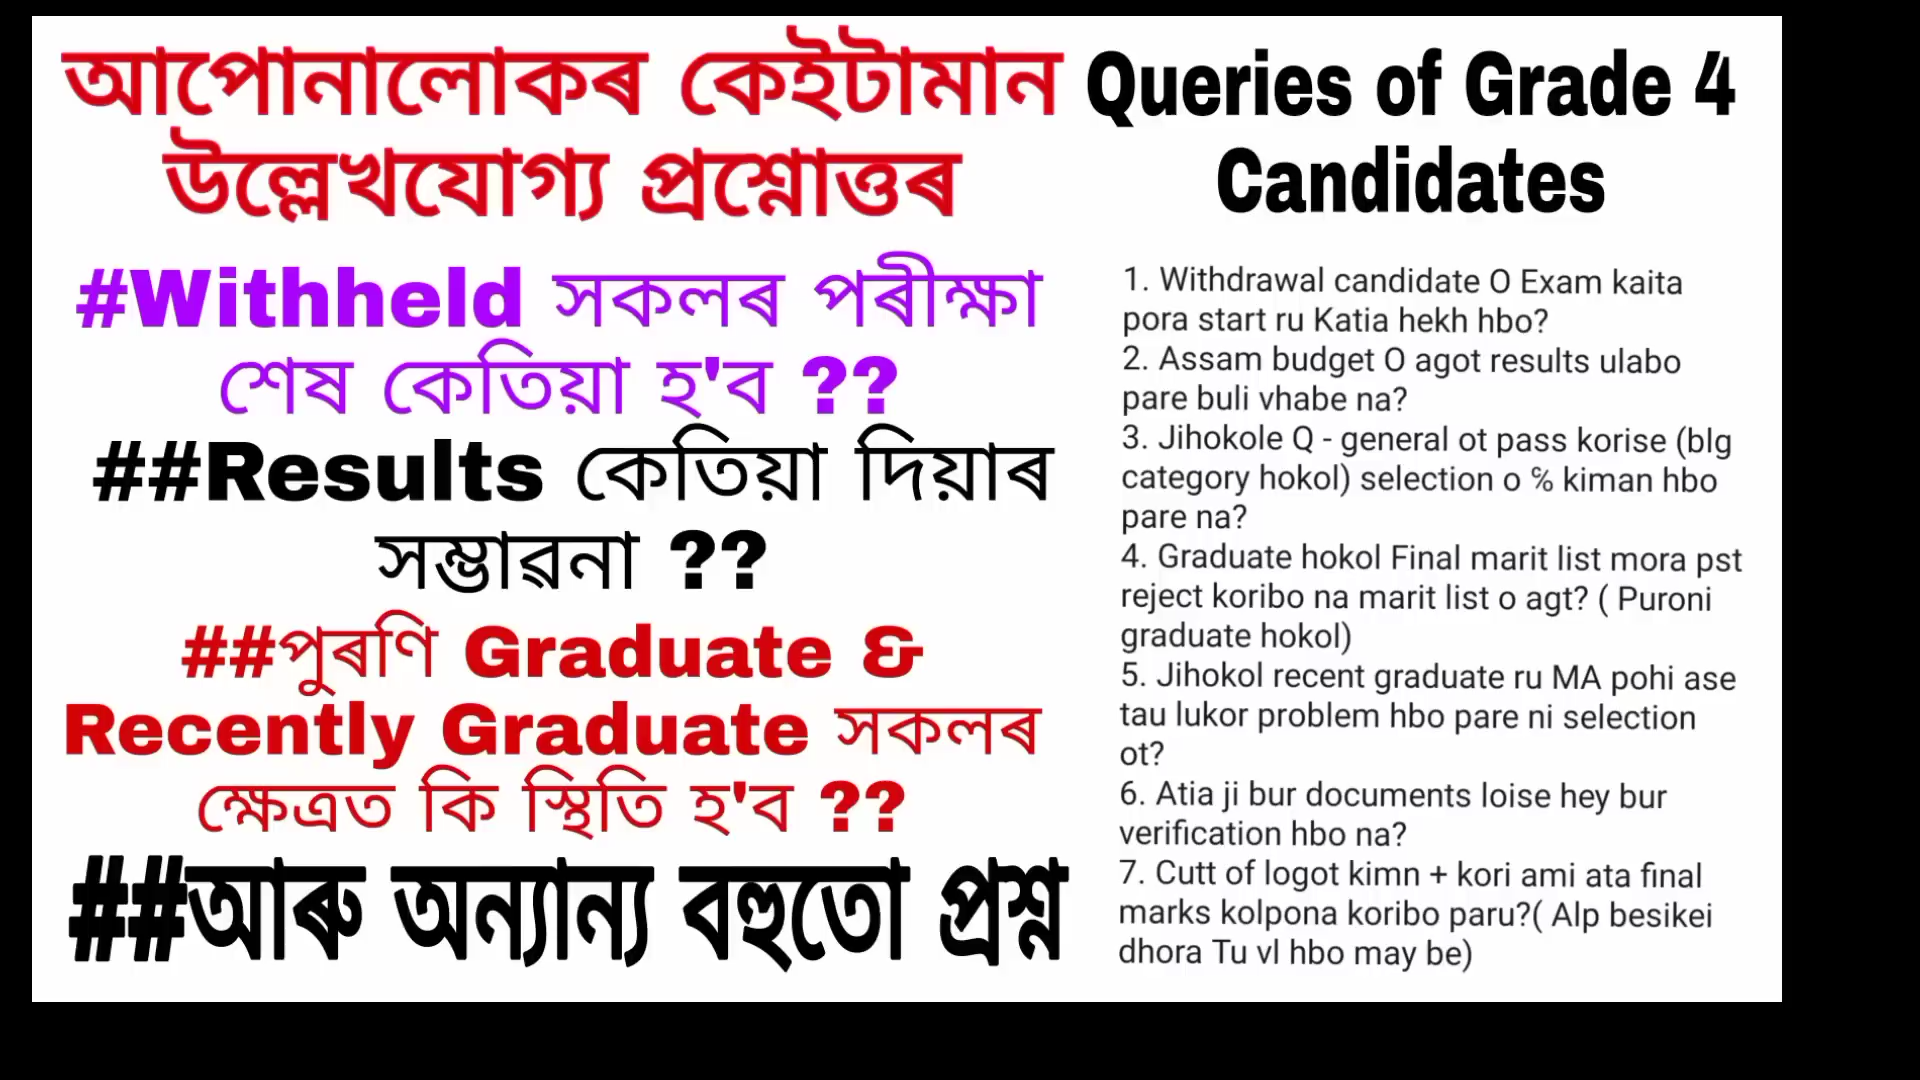 আপোনালোকৰ কেইটামান
উল্লেখযোগ্য প্ৰশ্নোত্তৰ
#Withheld সকলৰ পৰীক্ষা
শেষ কেতিয়া হ'ব ??
##Results কেতিয়া দিয়াৰ
সম্ভাৱনা ??
##পুৰণি Graduate &
Recently Graduate সকলৰ
ক্ষেত্ৰত কি স্থিতি হ'ব ??
##আৰু অন্যান্য বহুতো প্ৰশ্ন
Queries of Grade 4
Candidates
1. Withdrawal candidate O Exam kaita
pora start ru Katia hekh hbo?
2. Assam budget O agot results ulabo
pare buli vhabe na?
3. Jihokole Q - general ot pass korise (blg
category hokol) selection o ℅ kiman hbo
pare na?
4. Graduate hokol Final marit list mora pst
reject koribo na marit list o agt? ( Puroni
graduate hokol)
5. Jihokol recent graduate ru MA pohi ase
tau lukor problem hbo pare ni selection
ot?
6. Atia ji bur documents loise hey bur
verification hbo na?
7. Cutt of logot kimn + kori ami ata final
marks kolpona koribo paru?( Alp besikei
dhora Tu vl hbo may be)